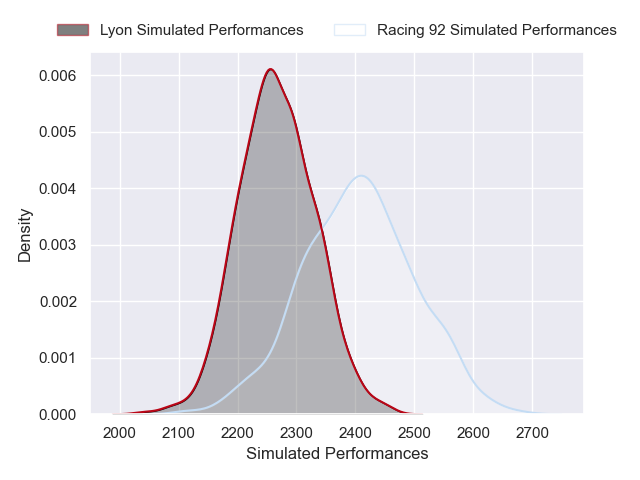 Lyon Simulated Performances Racing 92 Simulated Performances
0.006
0.005
0.004
0.003
0.002
0.001
0.000
Density
2000 2100 2200 2300 2400 2500 2600 2700
Simulated Performances